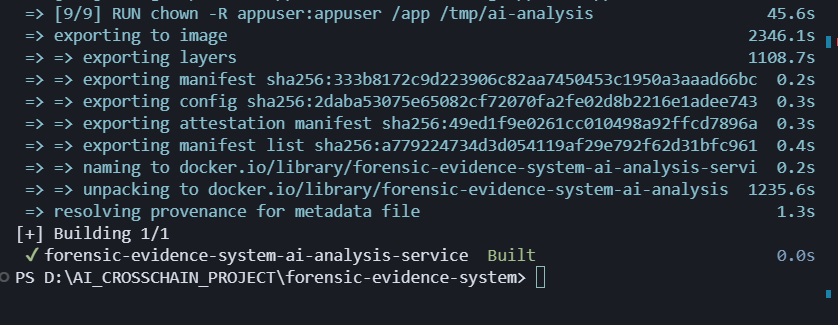 => [9/9] RUN chown -R appuser:appuser /app /tmp/ai-analysis 45.6s
=> exporting to image 2346.1s
=> => exporting layers 1108.7s
=> => exporting manifest sha256:333b8172c9d223906c82aa7450453c1950a3aaad66bc 0.2s
=> => exporting config sha256:2daba53075e65082cf72070fa2fe02d8b2216e1adee743 0.3s
=> => exporting attestation manifest sha256:49ed1f9e0261cc010498a92ffcd7896a 0.3s
=> => exporting manifest list sha256:a779224734d3d054119af29e792f62d31bfc961 0.4s
=> => naming to docker.io/library/forensic-evidence-system-ai-analysis-servi 0.2s
=> => unpacking to docker.io/library/forensic-evidence-system-ai-analysis 1235.6s
=> resolving provenance for metadata file 1.3s
[+] Building 1/1
✓ forensic-evidence-system-ai-analysis-service Built 0.0s
PS D:\AI_CROSSCHAIN_PROJECT\forensic-evidence-system>